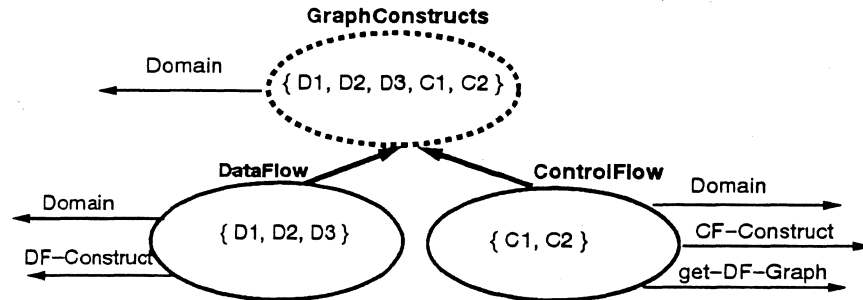 GraphConstructs
Domain
{ D1, D2, D3, C1, C2 }
DataFlow
ControlFlow
Domain
Domain
{ D1, D2, D3 }
{ C1, C2 }
CF-Construct
DF-Construct
get-DF-Graph